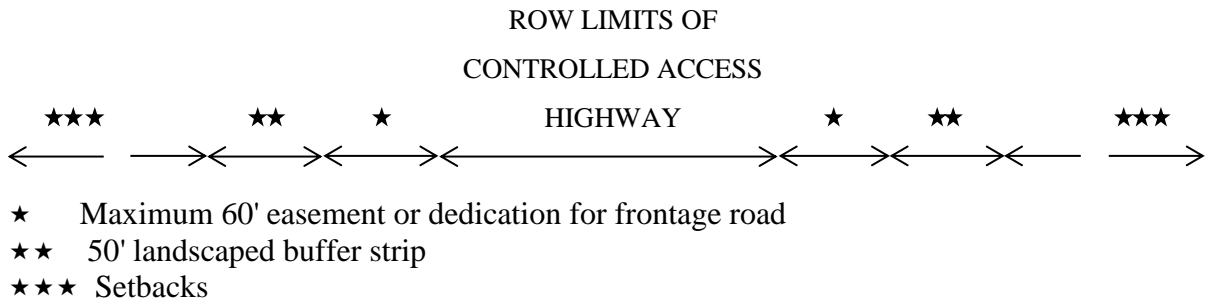 ROW LIMITS OF
CONTROLLED ACCESS
★★★ ★★ ★ HIGHWAY ★ ★★ ★★★
★ Maximum 60' easement or dedication for frontage road
★★ 50' landscaped buffer strip
★★★ Setbacks